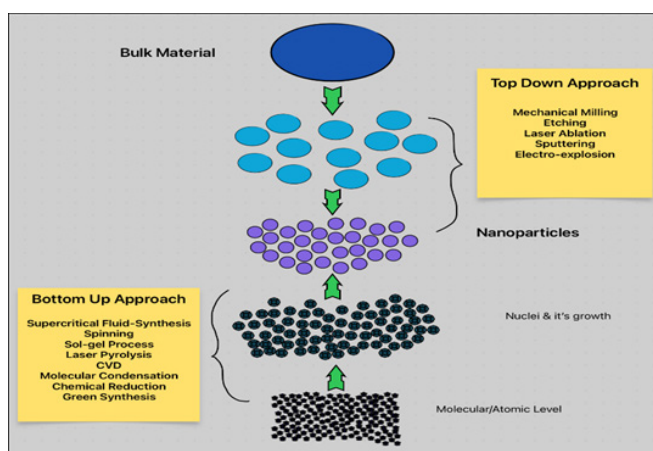 Bulk Material
Top Down Approach
Mechanical Milling
Etching
Laser Ablation
Sputtering
Electro-explosion
Nanoparticles
Bottom Up Approach
Supercritical Fluid-Synthesis
Spinning
Sol-gel Process
Laser Pyrolysis
CVD
Molecular Condensation
Chemical Reduction
Green Synthesis
Nuclei & it's growth
Molecular/Atomic Level